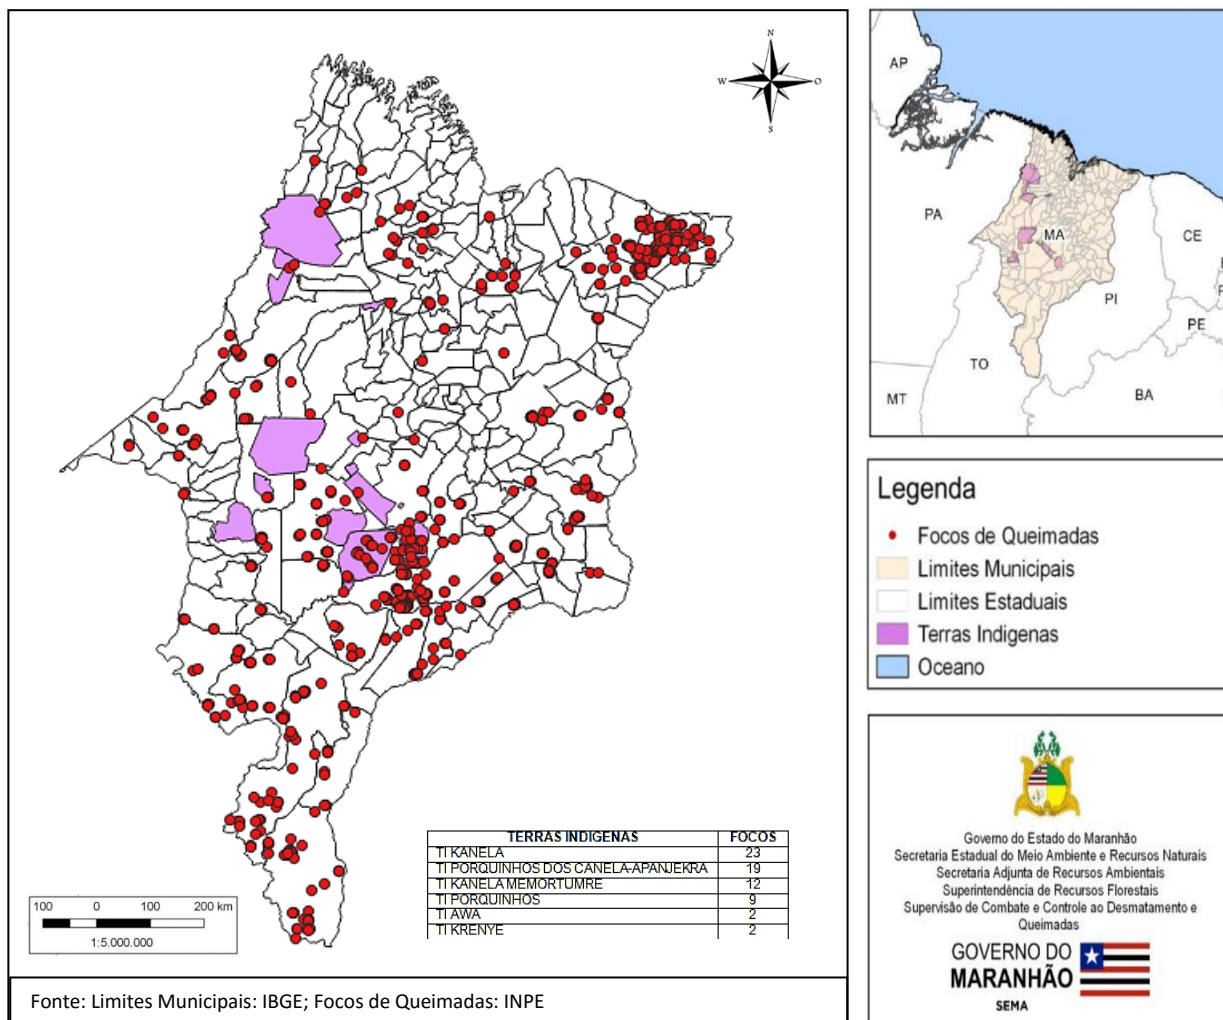 N
W
O
S
TERRAS INDIGENAS FOCOS
TI KANELA 23
TI PORQUINHOS DOS CANELA-APANJEKRA 19
TI KANELA MEMORTUMRE 12
TI PORQUINHOS 9
TI AWA 2
TI KRENYE 2
100 0 100 200 km
1:5.000.000
Fonte: Limites Municipais: IBGE; Focos de Queimadas: INPE
AP
PA
MA
CE
PI
PE
TO
BA
MT
Legenda
Focos de Queimadas
Limites Municipais
Limites Estaduais
Terras Indigenas
Oceano
Governo do Estado do Maranhão
Secretaria Estadual do Meio Ambiente e Recursos Naturais
Secretaria Adjunta de Recursos Ambientais
Superintendência de Recursos Florestais
Supervisão de Combate e Controle ao Desmatamento e
Queimadas
GOVERNO DO
MARANHÃO
SEMA